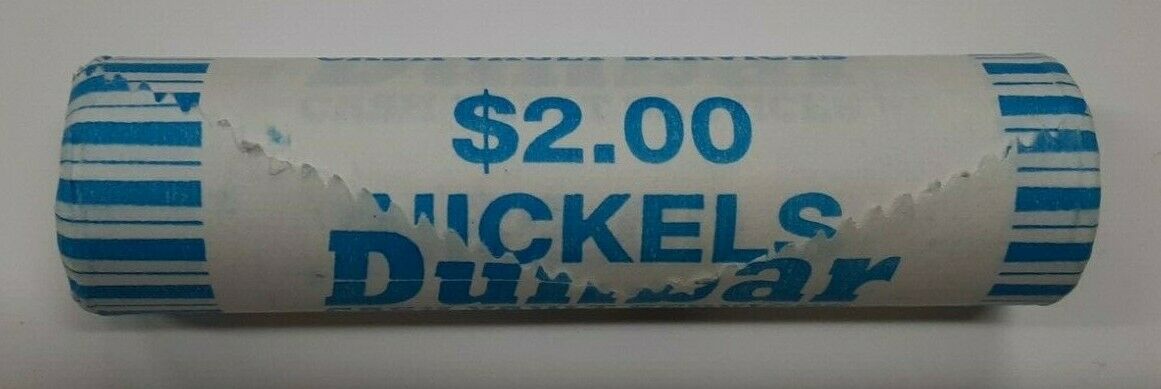 $2.00
NICKELS
Dunbar